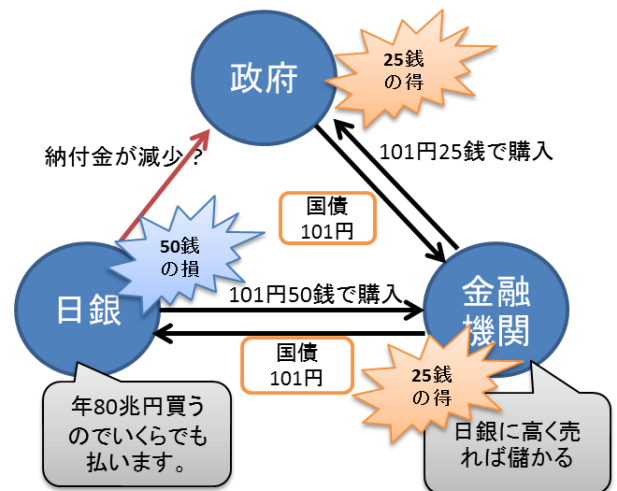 政府
25銭
の得
納付金が減少？
101円25銭で購入
国債
101円
50銭
の損
日銀
101円50銭で購入
金融
機関
国債
101円
25銭
の得
年80兆円買う
のでいくらでも
払います。
日銀に高く売
れば儲かる